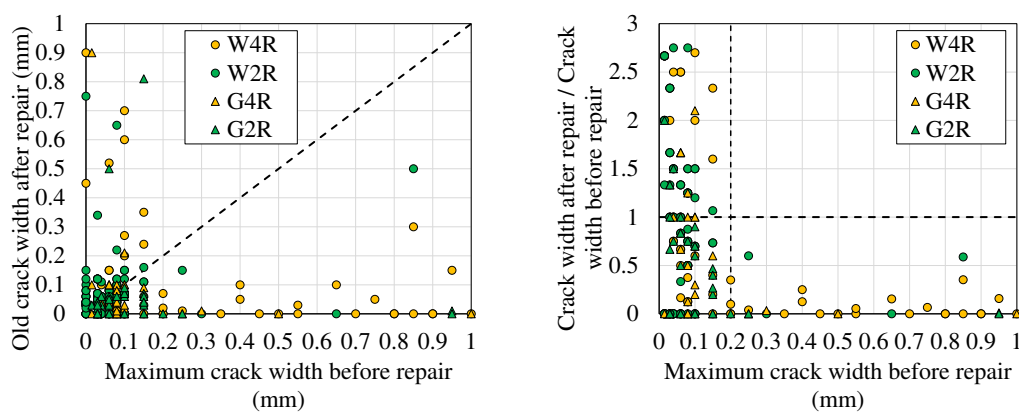 Old crack width after repair (mm)
1
0.9
0.8
0.7
0.6
0.5
0.4
0.3
0.2
0.1
0
W4R
W2R
G4R
G2R
0 0.1 0.2 0.3 0.4 0.5 0.6 0.7 0.8 0.9 1
Maximum crack width before repair
(mm)
Crack width after repair / Crack
width before repair
3
2.5
2
1.5
1
0.5
0
W4R
W2R
G4R
G2R
0 0.1 0.2 0.3 0.4 0.5 0.6 0.7 0.8 0.9 1
Maximum crack width before repair
(mm)